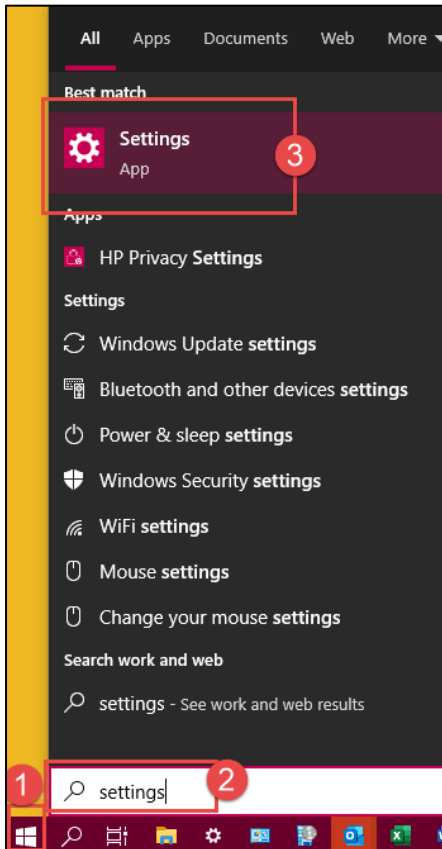 All Apps Documents Web More
Best match
Settings
App
3
Apps
HP Privacy Settings
Settings
Windows Update settings
Bluetooth and other devices settings
Power & sleep settings
Windows Security settings
WiFi settings
Mouse settings
Change your mouse settings
Search work and web
settings - See work and web results
1
settings
2